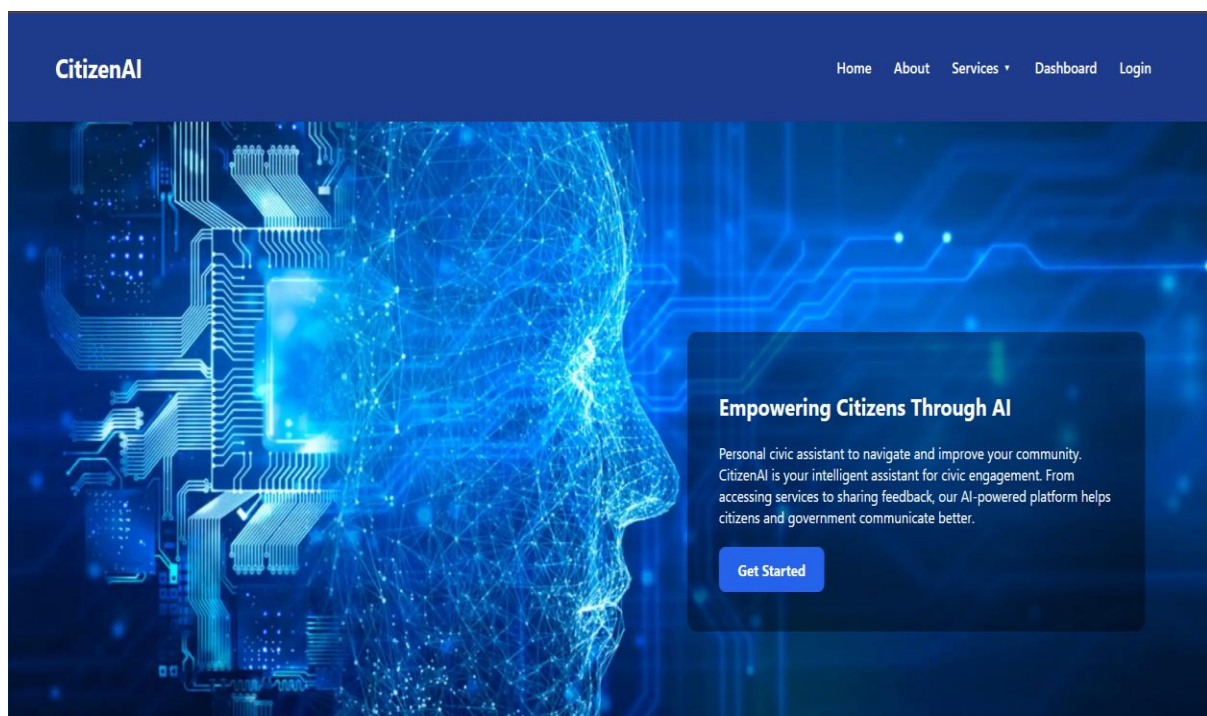 CitizenAI
Home About Services ▾ Dashboard Login
Empowering Citizens Through AI
Personal civic assistant to navigate and improve your community.
CitizenAI is your intelligent assistant for civic engagement. From
accessing services to sharing feedback, our AI-powered platform helps
citizens and government communicate better.
Get Started